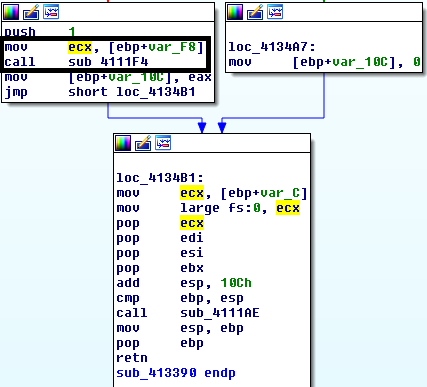 push    1
mov     ecx, [ebp+var_F8]
call    sub_4111F4
mov     [ebp+var_10C], eax
jmp     short loc_4134B1
loc_4134A7:
mov     [ebp+var_10C], 0
loc_4134B1:
mov     ecx, [ebp+var_C]
mov     large fs:0, ecx
pop     ecx
pop     edi
pop     esi
pop     ebx
add     esp, 10Ch
cmp     ebp, esp
call    sub_4111AE
mov     esp, ebp
pop     ebp
retn
sub_413390 endp